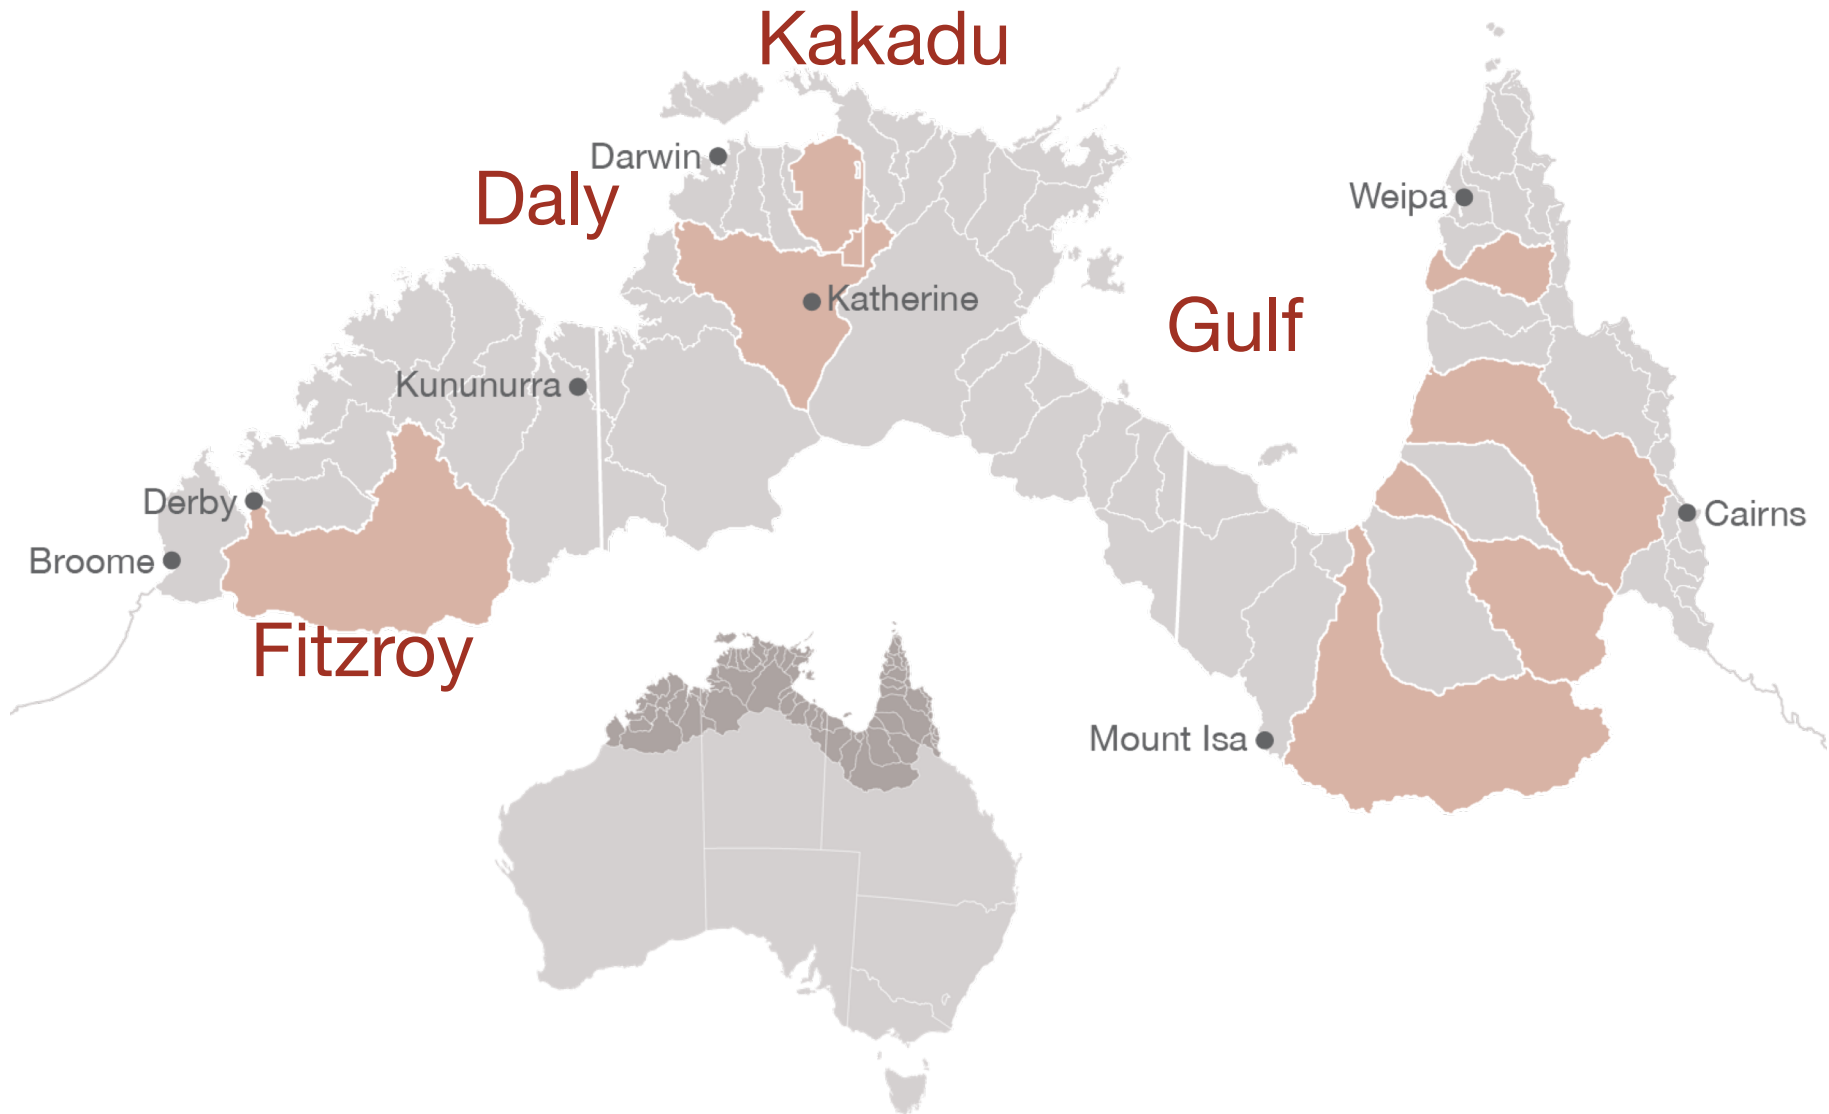 Kakadu
Darwin
Daly
Weipa
Katherine
Gulf
Kununurra
Derby
Cairns
Broome
Fitzroy
Mount Isa